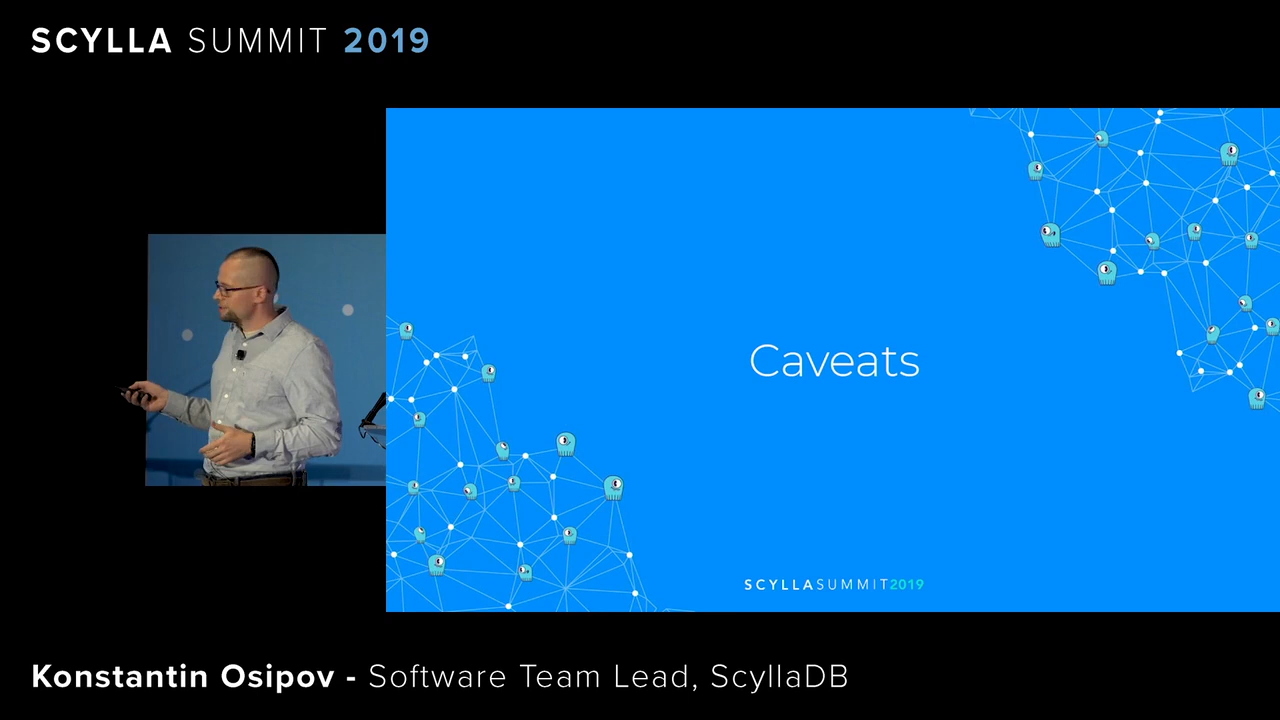 SCYLLA SUMMIT 2019
Caveats
SCYLLASUMMIT2019
Konstantin Osipov - Software Team Lead, ScyllaDB